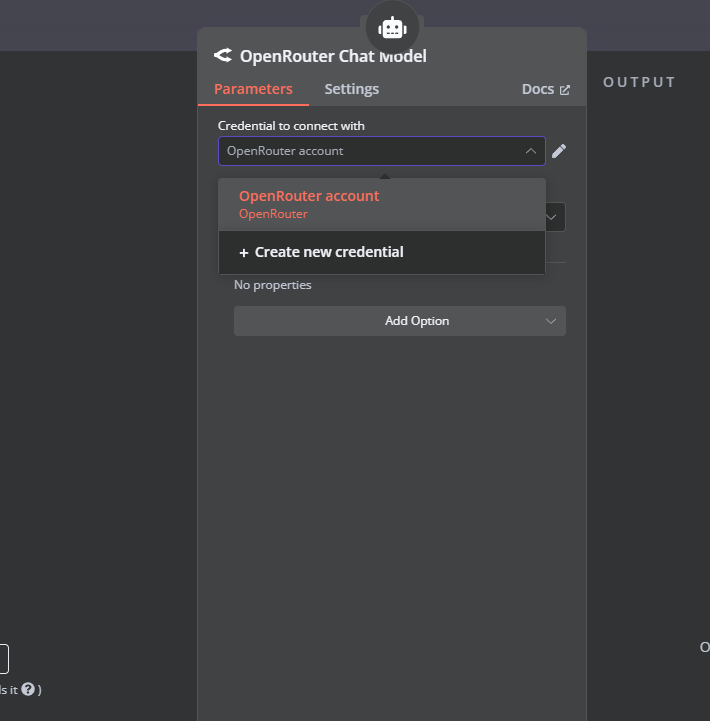 OpenRouter Chat Model
Parameters Settings Docs
OUTPUT
Credential to connect with
OpenRouter account
OpenRouter account
OpenRouter
+ Create new credential
No properties
Add Option
it ? )